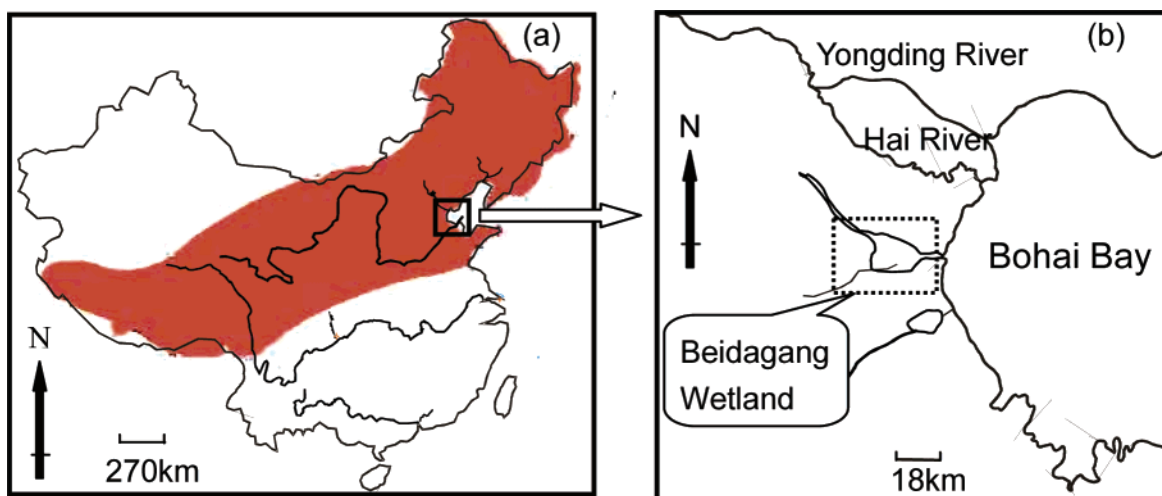 (a)
N
270km
(b)
Yongding River
Hai River
N
Bohai Bay
Beidagang
Wetland
18km